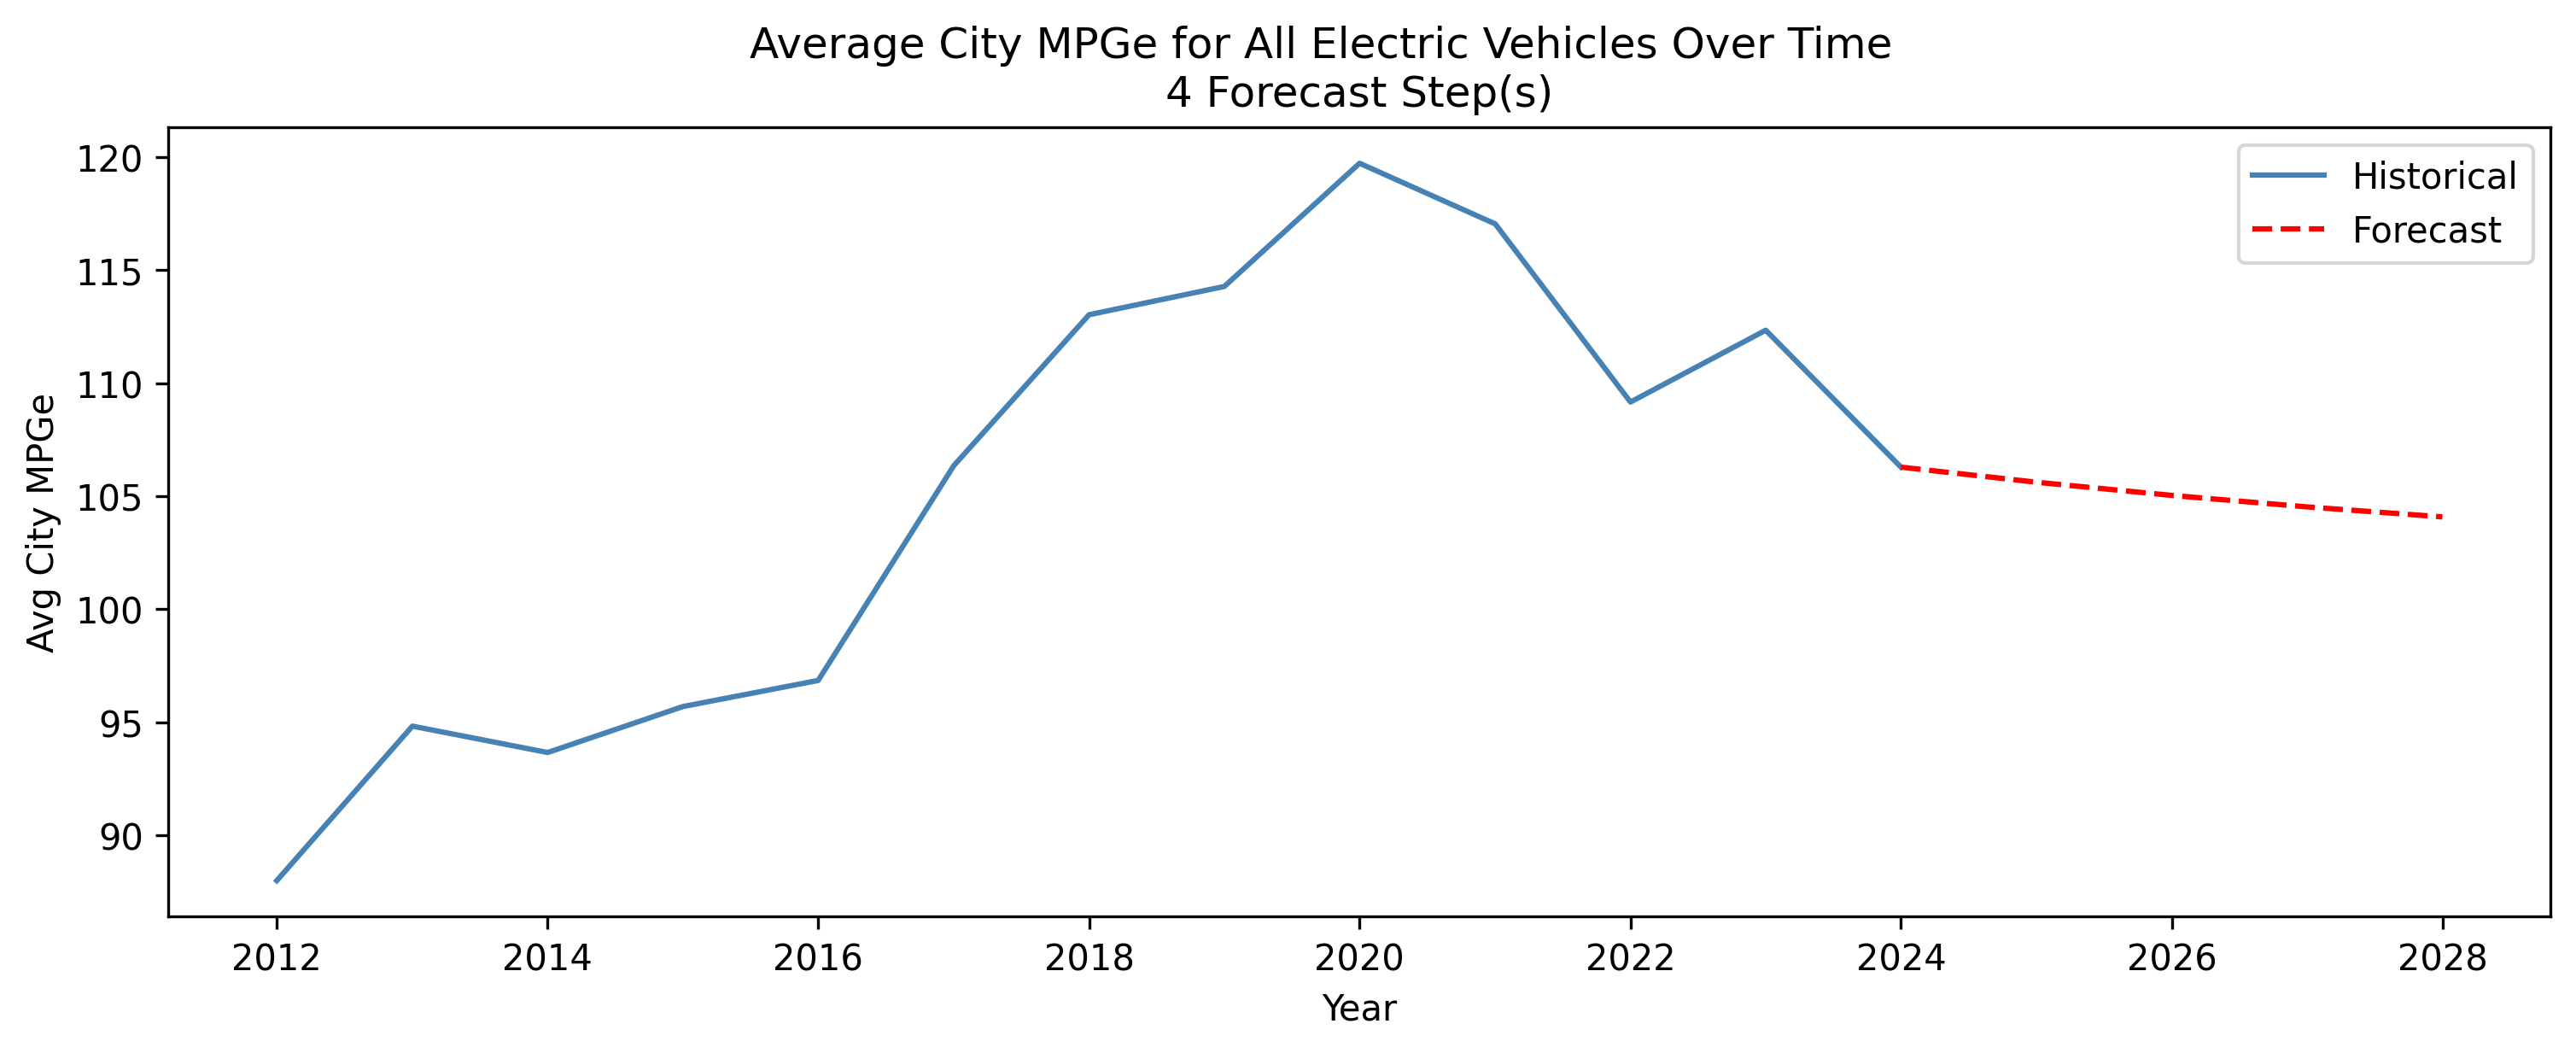 Average City MPGe for All Electric Vehicles Over Time
4 Forecast Step(s)
120
115
110
105
100
95
90
Avg City MPGe
Historical
Forecast
2012 2014 2016 2018 2020 2022 2024 2026 2028
Year